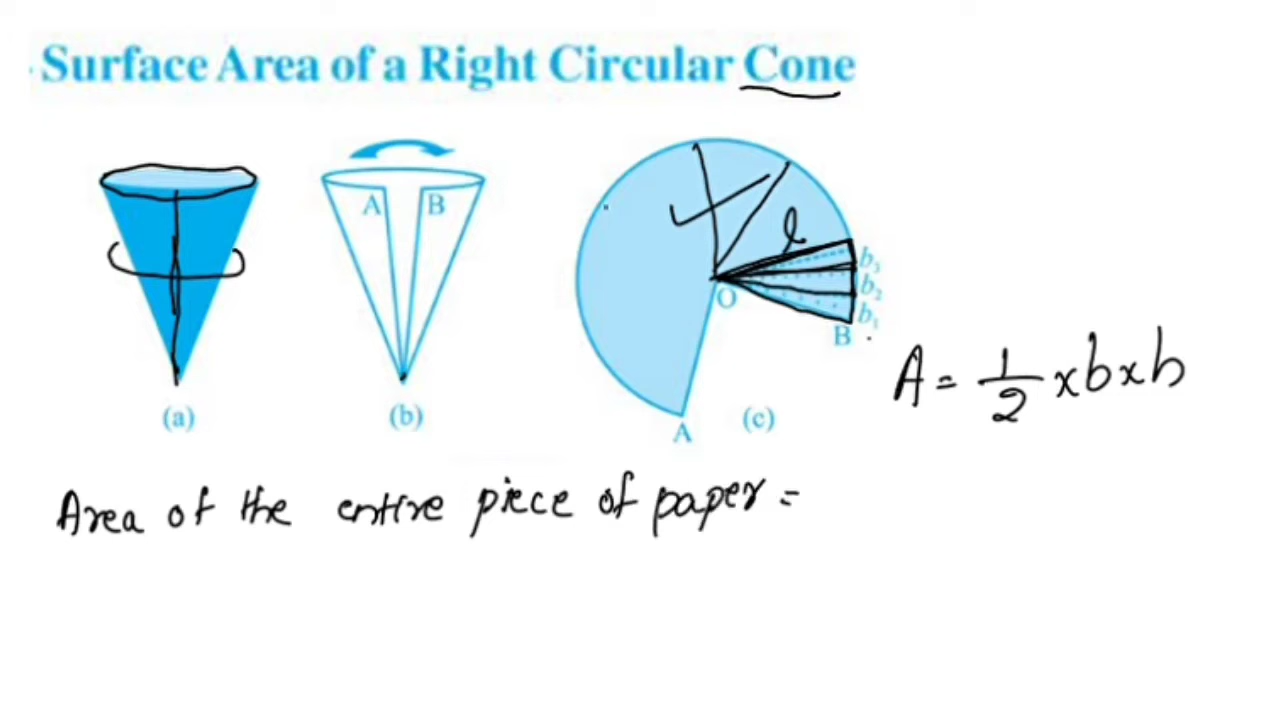 Surface Area of a Right Circular Cone
A B
l
O
b₃
b₂
b₁
B
A
(a) (b) (c)
A = 1/2 x b x h
Area of the entire piece of paper =